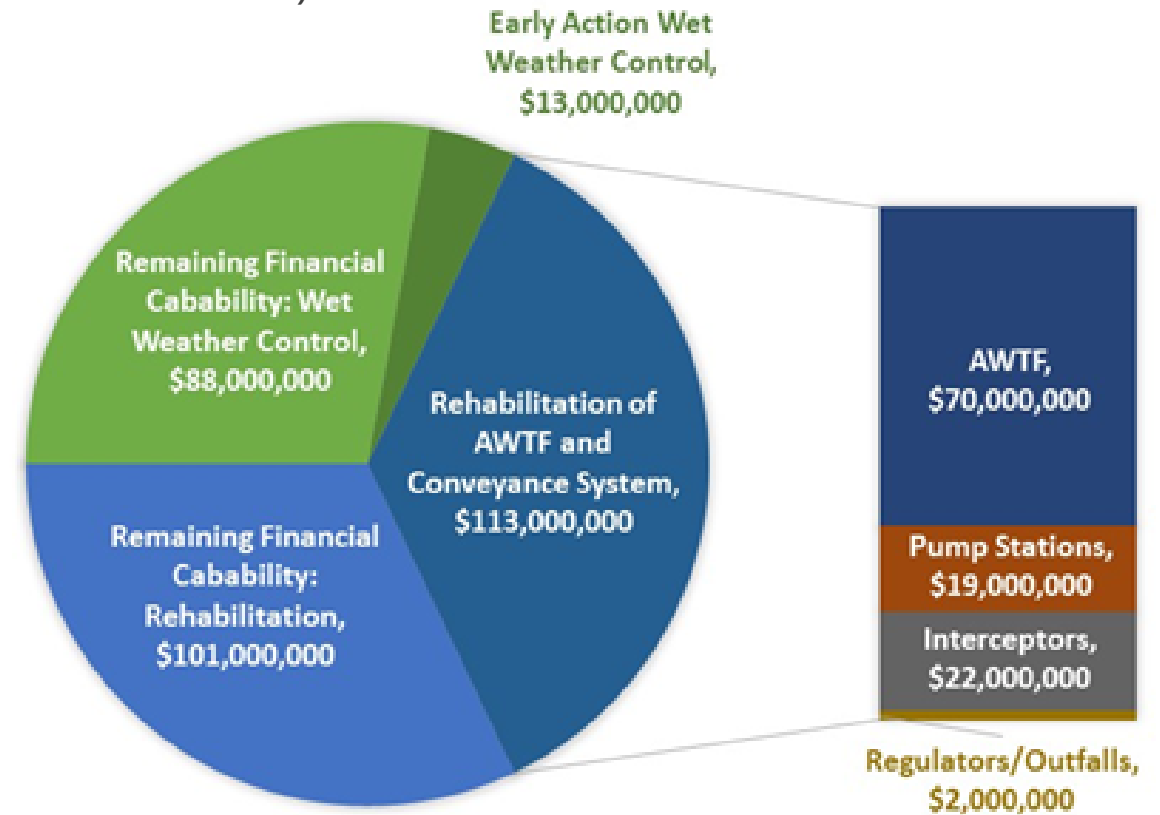 Early Action Wet
Weather Control,
$13,000,000
Remaining Financial
Cabability: Wet
Weather Control,
$88,000,000
Rehabilitation of
AWTF and
Conveyance System,
$113,000,000
Remaining Financial
Cabability:
Rehabilitation,
$101,000,000
AWTF,
$70,000,000
Pump Stations,
$19,000,000
Interceptors,
$22,000,000
Regulators/Outfalls,
$2,000,000